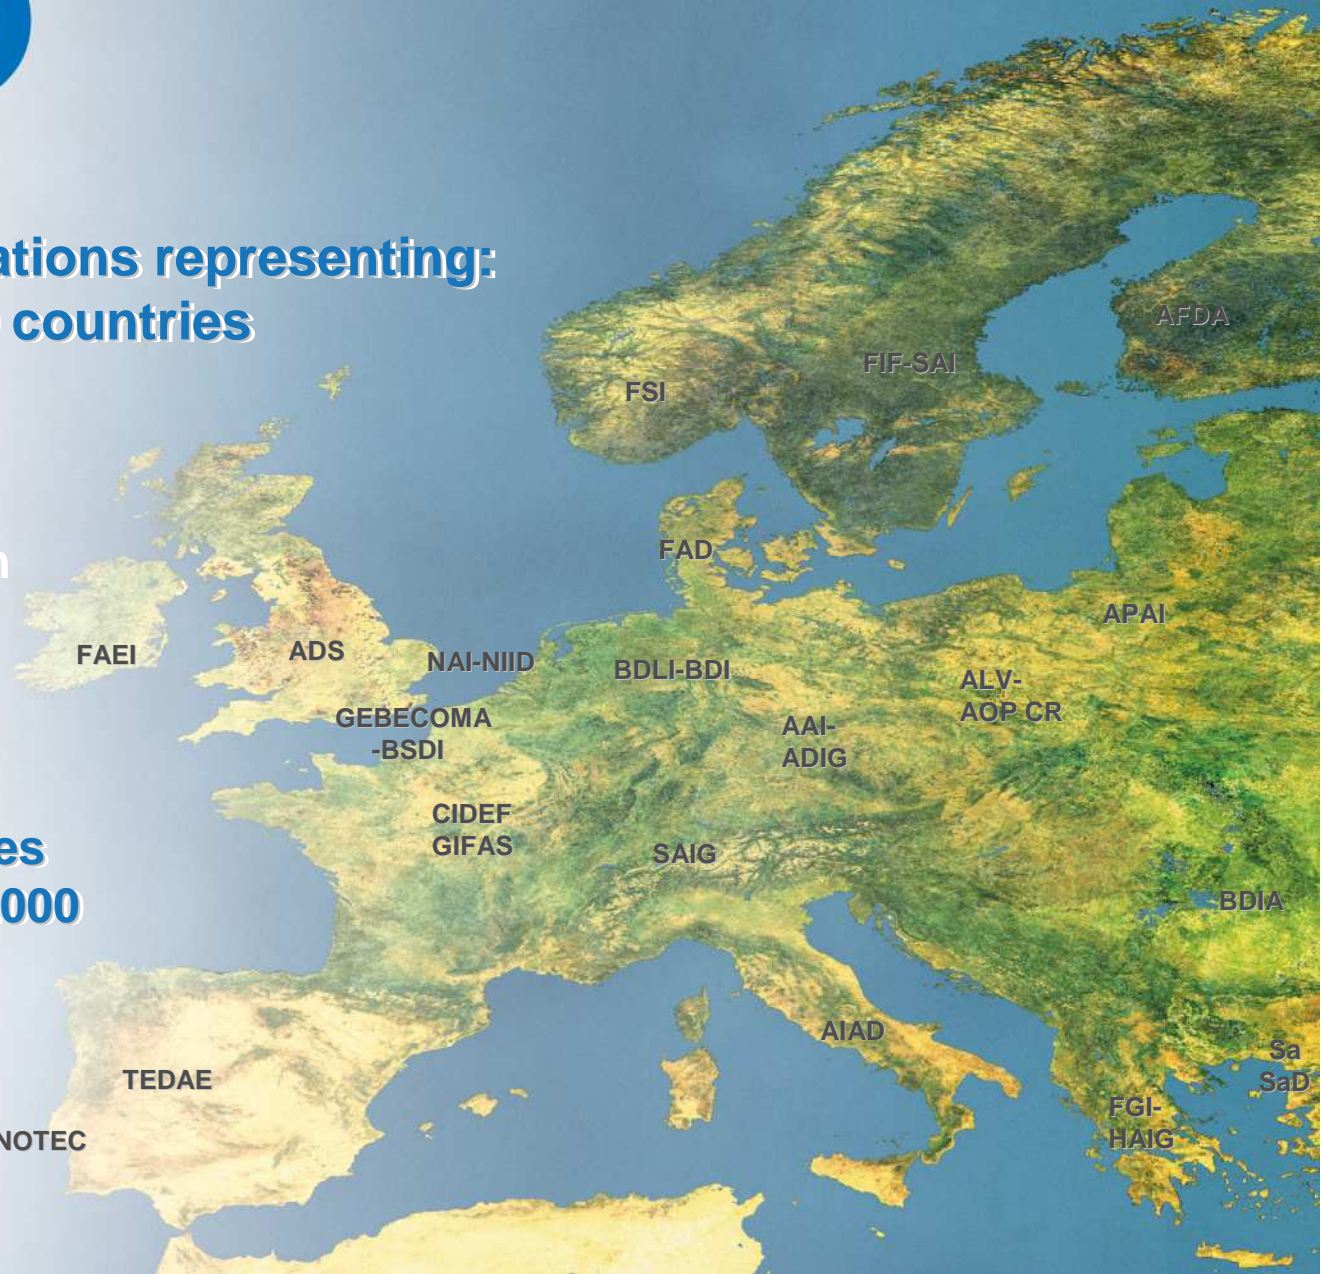 ations representing:
countries
AFDA
FIF-SAI
FSI
FAD
n
APAI
FAEI
ADS
NAI-NIID
BDLI-BDI
ALV-
AOP CR
GEBECOMA
-BSDI
AAI-
ADIG
CIDEF
GIFAS
SAIG
es
000
BDIA
AIAD
Sa
SaD
TEDAE
FGI-
HAIG
NOTEC